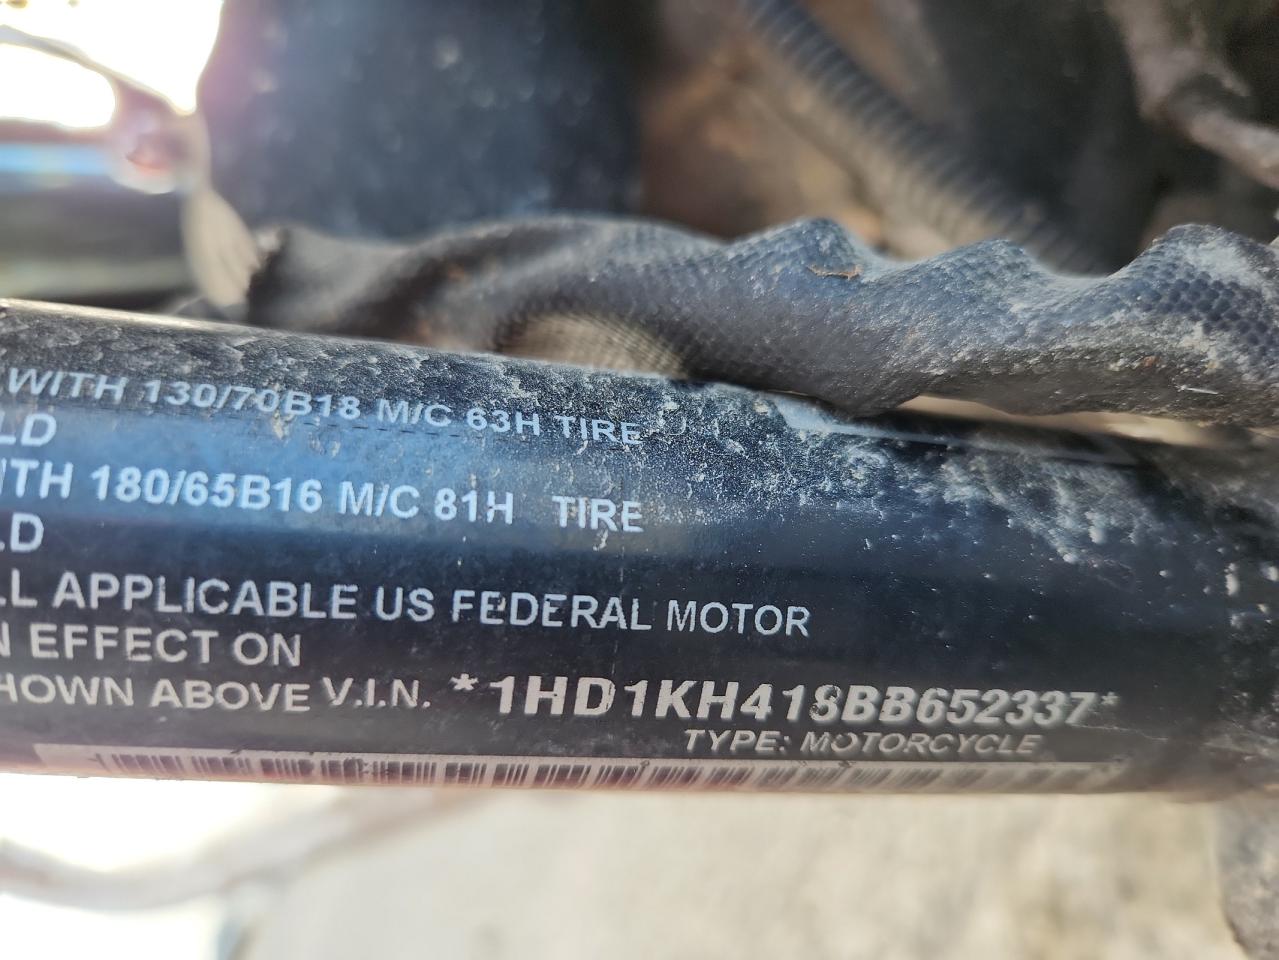 WITH 130/70B18 M/C 63H TIRE
LD
ITH 180/65B16 M/C 81H TIRE
LD
LL APPLICABLE US FEDERAL MOTOR
N EFFECT ON
HOWN ABOVE V.I.N. *1HD1KH418BB652337*
TYPE: MOTORCYCLE